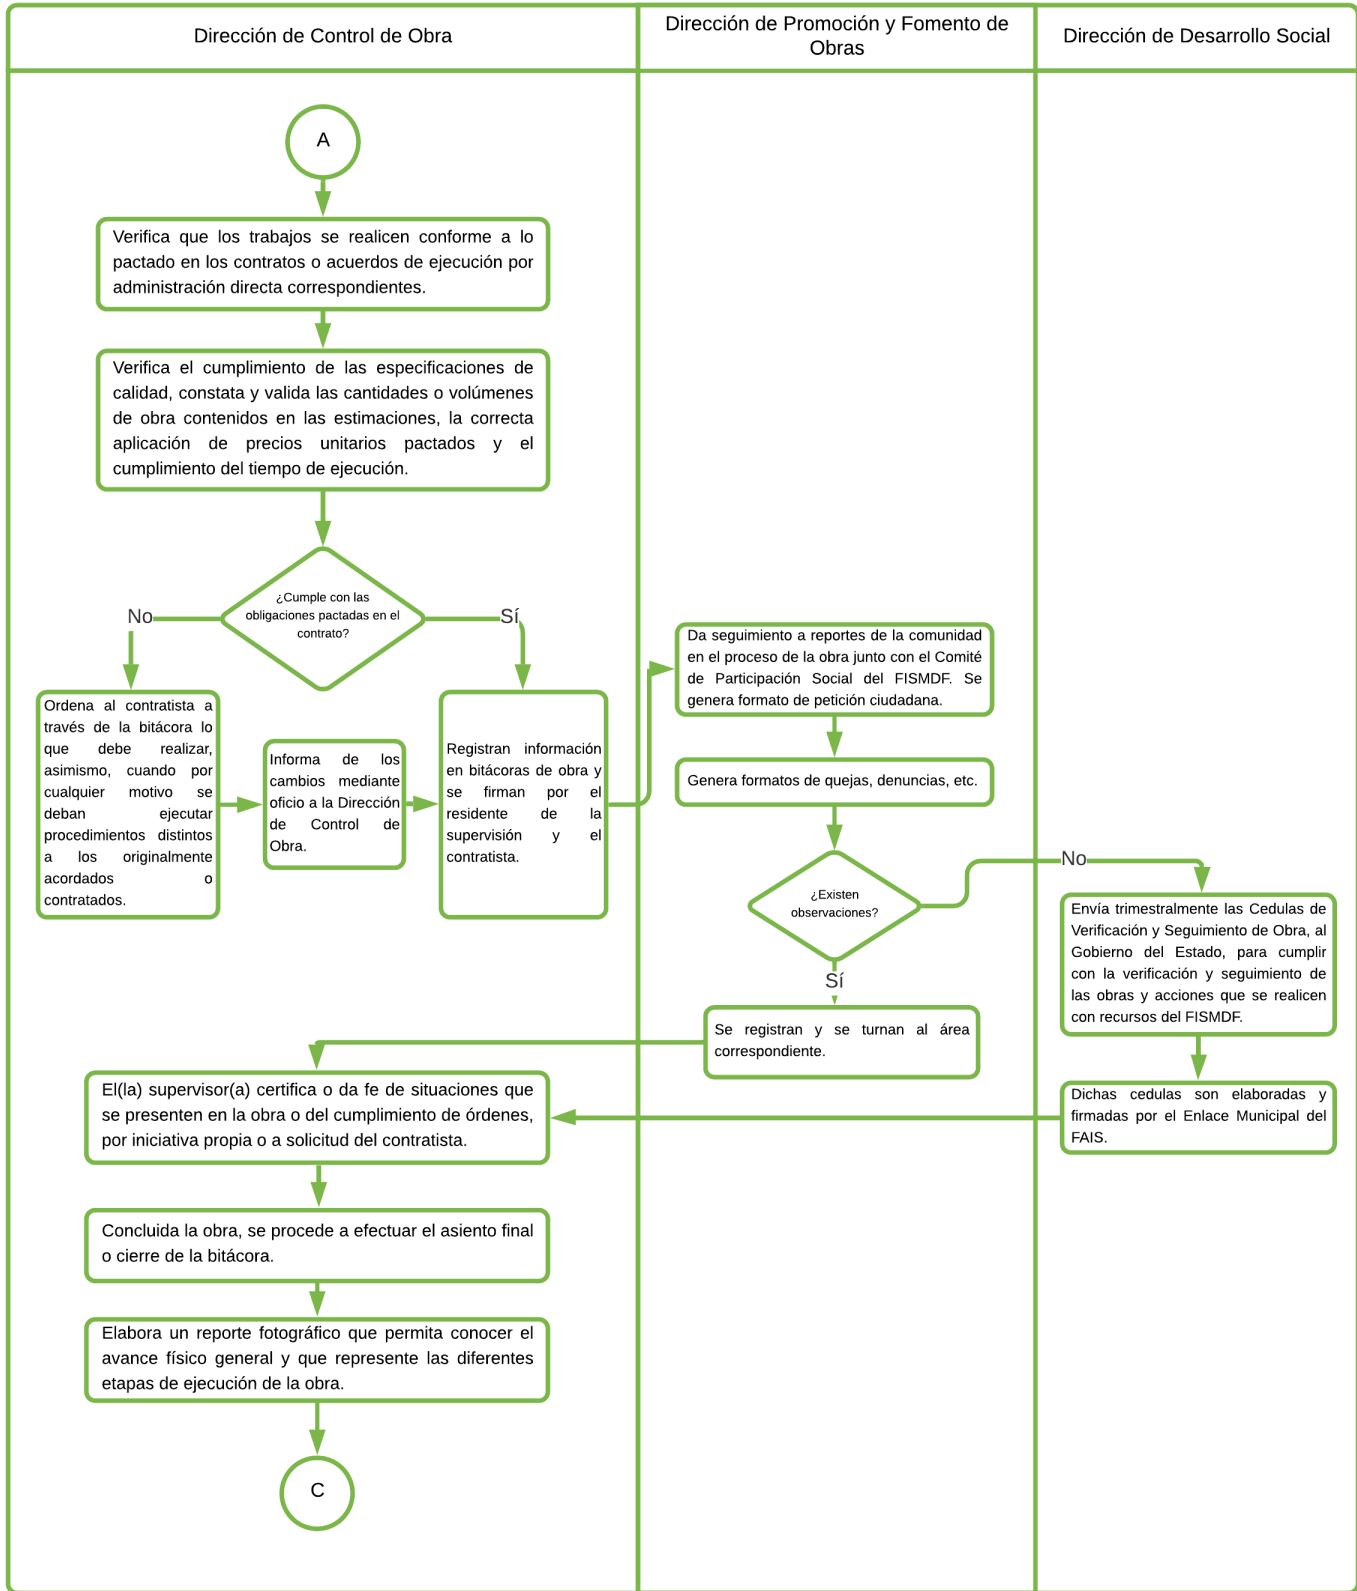 Dirección de Control de Obra
Dirección de Promoción y Fomento de
Obras
Dirección de Desarrollo Social
A
Verifica que los trabajos se realicen conforme a lo
pactado en los contratos o acuerdos de ejecución por
administración directa correspondientes.
Verifica el cumplimiento de las especificaciones de
calidad, constata y valida las cantidades o volúmenes
de obra contenidos en las estimaciones, la correcta
aplicación de precios unitarios pactados y el
cumplimiento del tiempo de ejecución.
¿Cumple con las
obligaciones pactadas en el
contrato?
No
Sí
Ordena al contratista a
través de la bitácora lo
que debe realizar,
asimismo, cuando por
cualquier motivo se
deban ejecutar
procedimientos distintos
a los originalmente
acordados o
contratados.
Informa de los
cambios mediante
oficio a la Dirección
de Control de
Obra.
Registran información
en bitácoras de obra y
se firman por el
residente de la
supervisión y el
contratista.
Da seguimiento a reportes de la comunidad
en el proceso de la obra junto con el Comité
de Participación Social del FISMDF. Se
genera formato de petición ciudadana.
Genera formatos de quejas, denuncias, etc.
¿Existen
observaciones?
No
Sí
Envía trimestralmente las Cedulas de
Verificación y Seguimiento de Obra, al
Gobierno del Estado, para cumplir
con la verificación y seguimiento de
las obras y acciones que se realicen
con recursos del FISMDF.
Se registran y se turnan al área
correspondiente.
Dichas cedulas son elaboradas y
firmadas por el Enlace Municipal del
FAIS.
El(la) supervisor(a) certifica o da fe de situaciones que
se presenten en la obra o del cumplimiento de órdenes,
por iniciativa propia o a solicitud del contratista.
Concluida la obra, se procede a efectuar el asiento final
o cierre de la bitácora.
Elabora un reporte fotográfico que permita conocer el
avance físico general y que represente las diferentes
etapas de ejecución de la obra.
C